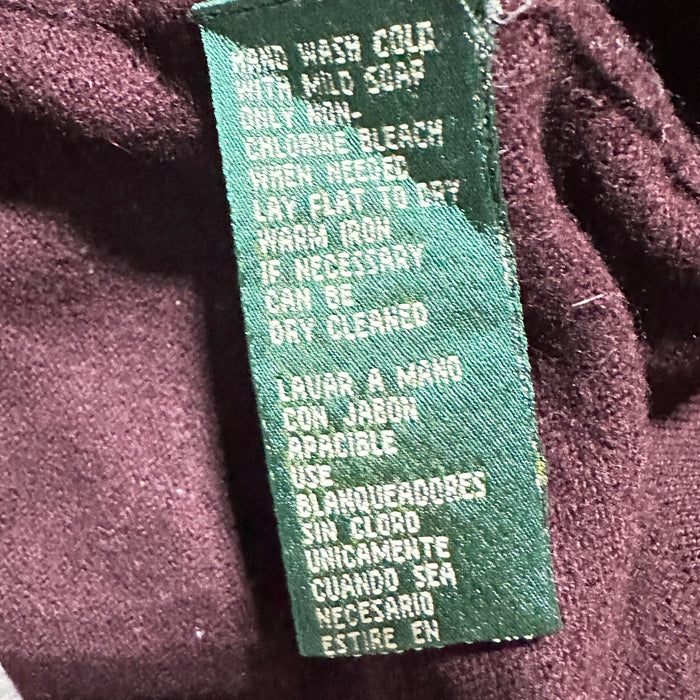 HAND WASH COLD
WITH MILD SOAP
ONLY NON-
CHLORINE BLEACH
WHEN NEEDED
LAY FLAT TO DRY
WARM IRON
IF NECESSARY
CAN BE
DRY CLEANED
LAVAR A MANO
CON JABON
APACIBLE
USE
BLANQUEADORES
SIN CLORO
UNICAMENTE
CUANDO SEA
NECESARIO
ESTIRE EN